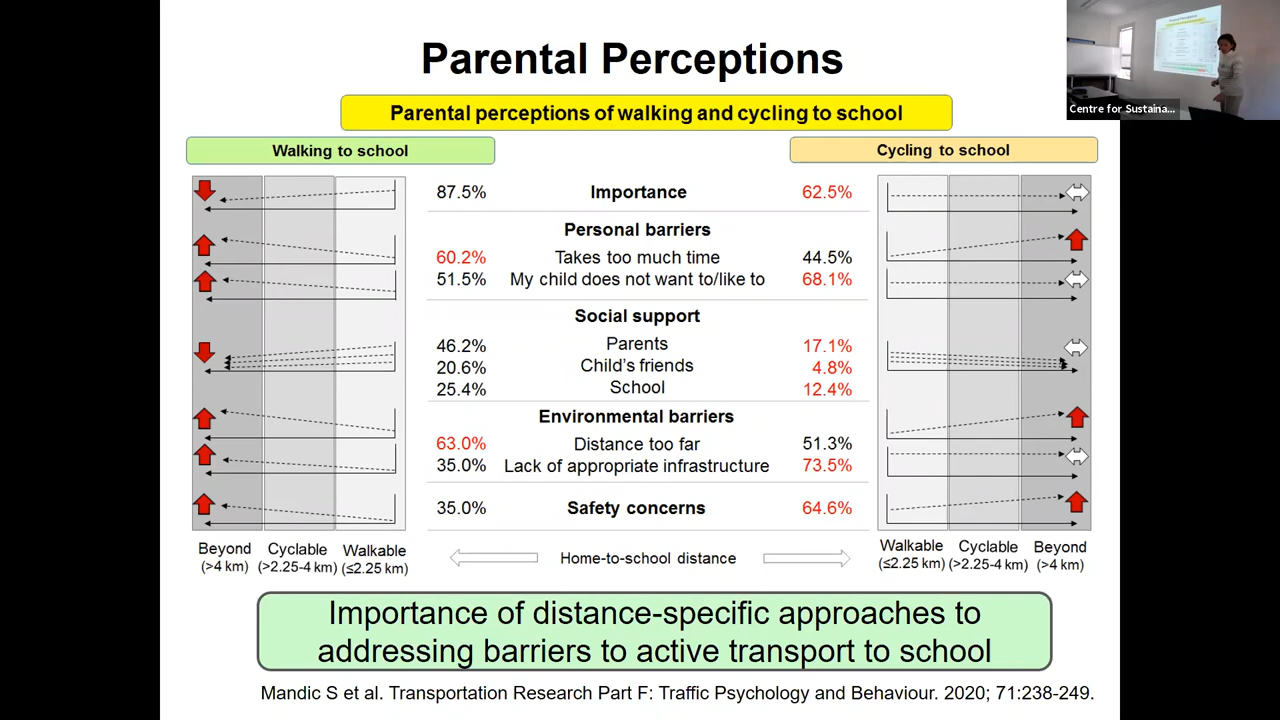 Parental Perceptions
Centre for Sustaina...
Parental perceptions of walking and cycling to school
Walking to school
Cycling to school
87.5% Importance 62.5%
Personal barriers
60.2% Takes too much time 44.5%
51.5% My child does not want to/like to 68.1%
Social support
46.2% Parents 17.1%
20.6% Child's friends 4.8%
25.4% School 12.4%
Environmental barriers
63.0% Distance too far 51.3%
35.0% Lack of appropriate infrastructure 73.5%
35.0% Safety concerns 64.6%
Beyond Cyclable Walkable
(>4 km) (>2.25-4 km) (≤2.25 km)
Home-to-school distance
Walkable Cyclable Beyond
(≤2.25 km) (>2.25-4 km) (>4 km)
Importance of distance-specific approaches to
addressing barriers to active transport to school
Mandic S et al. Transportation Research Part F: Traffic Psychology and Behaviour. 2020; 71:238-249.